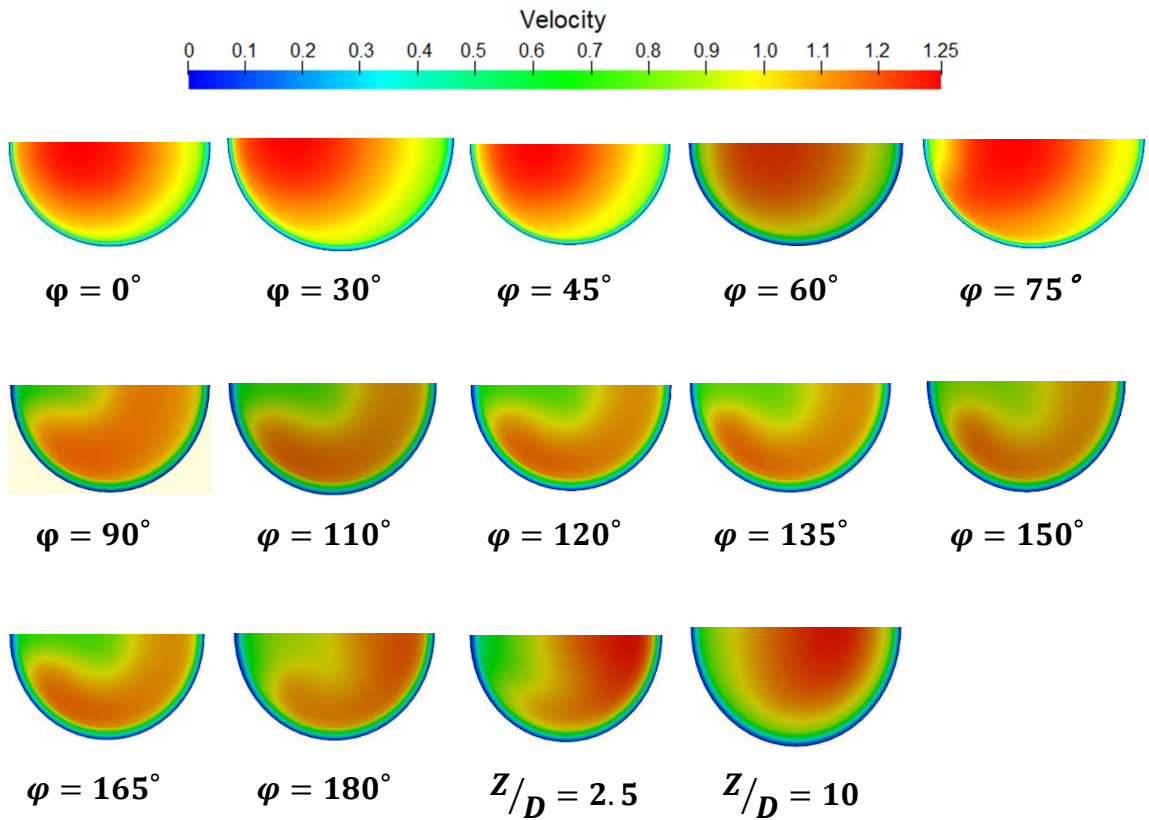 Velocity
0 0.1 0.2 0.3 0.4 0.5 0.6 0.7 0.8 0.9 1.0 1.1 1.2 1.25
φ = 0° φ = 30° φ = 45° φ = 60° φ = 75°
φ = 90° φ = 110° φ = 120° φ = 135° φ = 150°
φ = 165° φ = 180° Z/D = 2.5 Z/D = 10